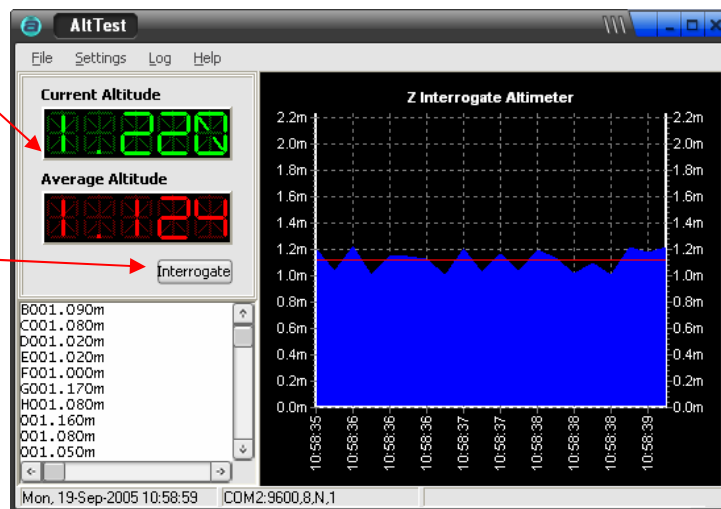 AltTest
File Settings Log Help
Current Altitude
1.220
Average Altitude
1.124
Interrogate
B001.090m
C001.080m
D001.020m
E001.020m
F001.000m
G001.170m
H001.080m
001.160m
001.080m
001.050m
Z Interrogate Altimeter
2.2m 2.2m
2.0m 2.0m
1.8m 1.8m
1.6m 1.6m
1.4m 1.4m
1.2m 1.2m
1.0m 1.0m
0.8m 0.8m
0.6m 0.6m
0.4m 0.4m
0.2m 0.2m
0.0m 0.0m
10:58:35 10:58:36 10:58:36 10:58:36 10:58:37 10:58:37 10:58:38 10:58:38 10:58:38 10:58:39
Mon, 19-Sep-2005 10:58:59 COM2:9600,8,N,1